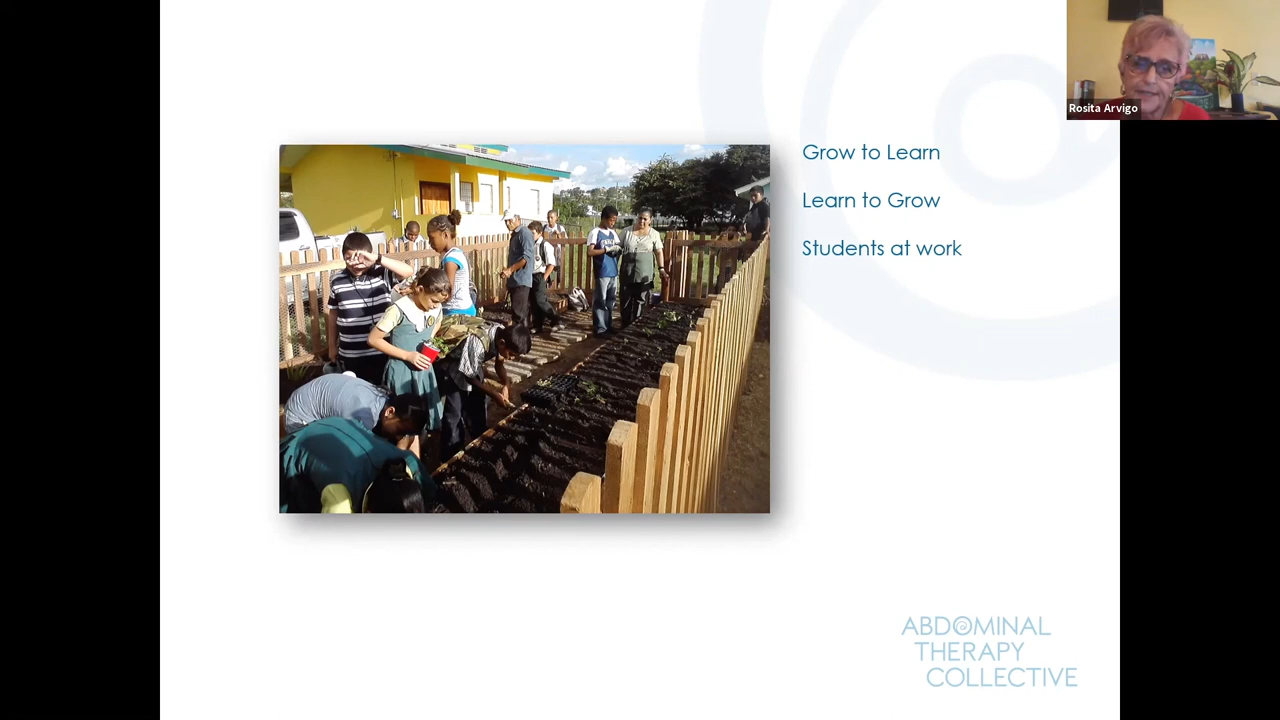 Rosita Arvigo
Grow to Learn
Learn to Grow
Students at work
ABDOMINAL
THERAPY
COLLECTIVE